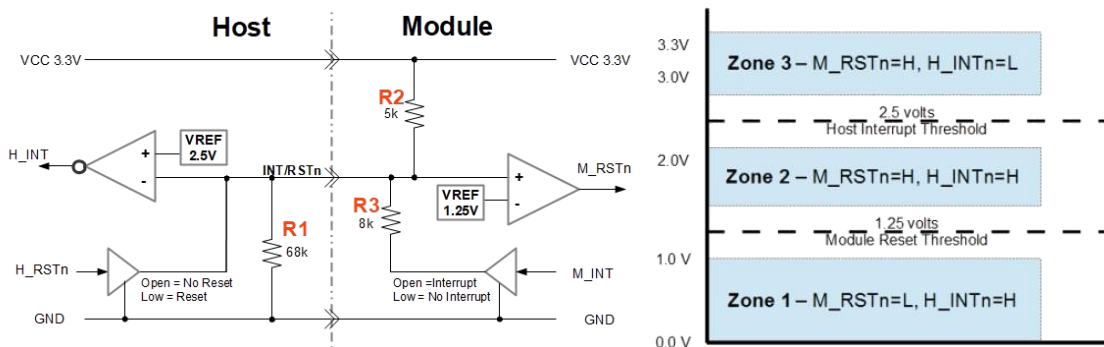 Host
Module
VCC 3.3V
VCC 3.3V
R2
5k
VREF
2.5V
+
-
H_INT
INT/RSTn
+
-
M_RSTn
VREF
1.25V
R3
8k
R1
68k
H_RSTn
Open = No Reset
Low = Reset
Open =Interrupt
Low = No Interrupt
M_INT
GND
GND
3.3V
3.0V
Zone 3 – M_RSTn=H, H_INTn=L
2.5 volts
Host Interrupt Threshold
2.0V
Zone 2 – M_RSTn=H, H_INTn=H
1.25 volts
Module Reset Threshold
1.0 V
Zone 1 – M_RSTn=L, H_INTn=H
0.0 V